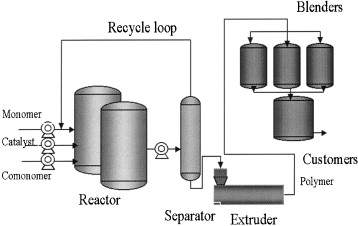 Blenders
Recycle loop
Monomer
Catalyst
Comonomer
Customers
Polymer
Reactor
Separator
Extruder